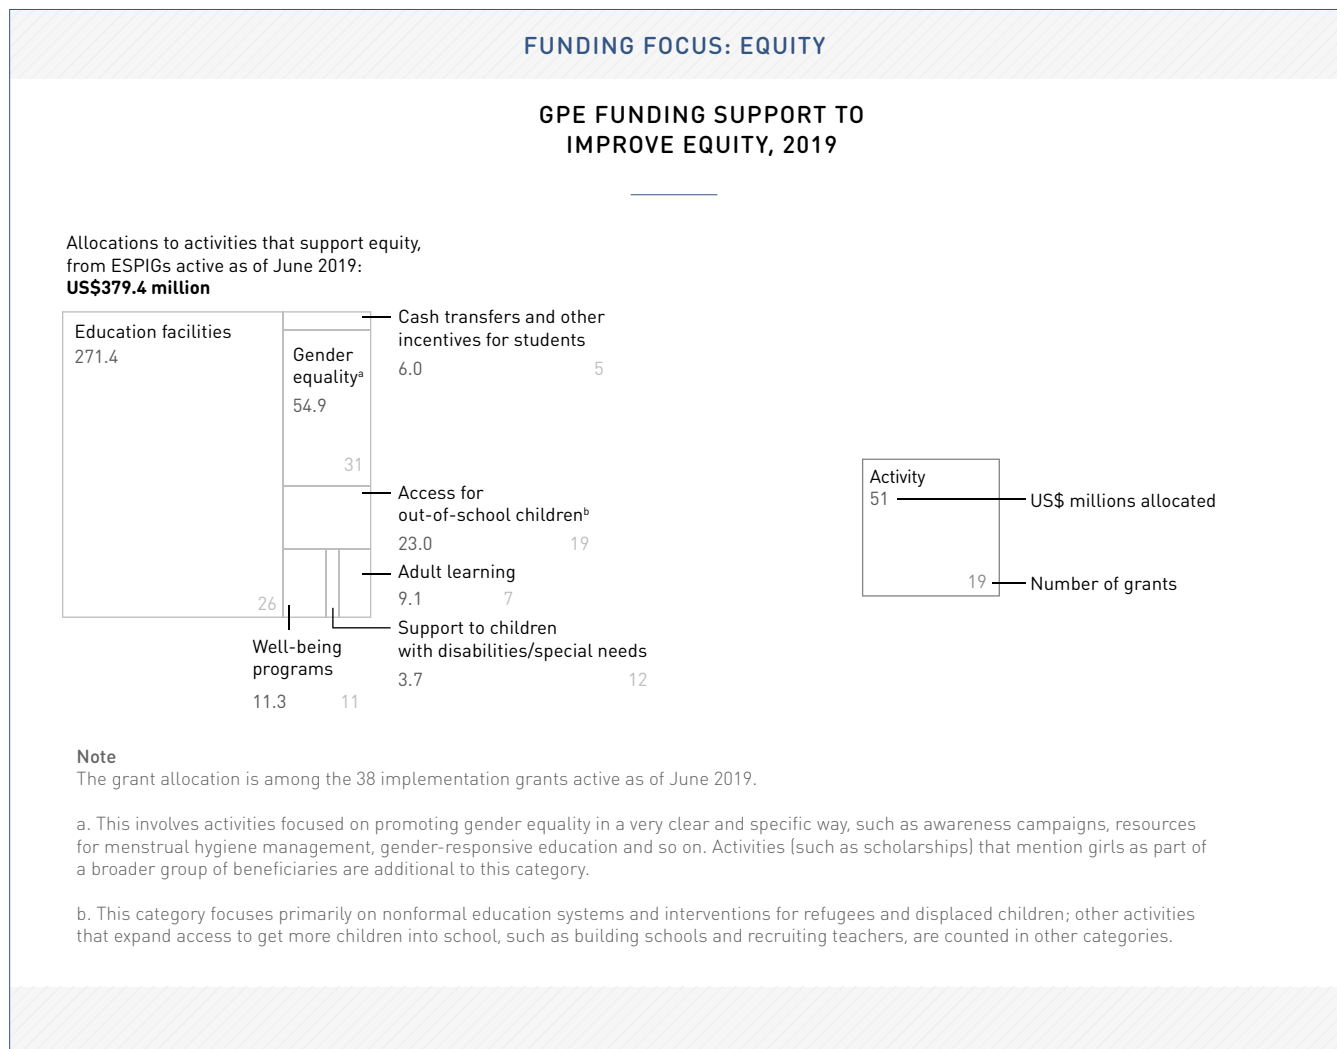 FUNDING FOCUS: EQUITY
GPE FUNDING SUPPORT TO
IMPROVE EQUITY, 2019
Allocations to activities that support equity,
from ESPIGs active as of June 2019:
US$379.4 million
Education facilities
271.4
26
Cash transfers and other
incentives for students
6.0 5
Gender
equalityᵃ
54.9
31
Access for
out-of-school childrenᵇ
23.0 19
Adult learning
9.1 7
Support to children
with disabilities/special needs
3.7 12
Well-being
programs
11.3 11
Activity
51
US$ millions allocated
19
Number of grants
Note
The grant allocation is among the 38 implementation grants active as of June 2019.
a. This involves activities focused on promoting gender equality in a very clear and specific way, such as awareness campaigns, resources
for menstrual hygiene management, gender-responsive education and so on. Activities (such as scholarships) that mention girls as part of
a broader group of beneficiaries are additional to this category.
b. This category focuses primarily on nonformal education systems and interventions for refugees and displaced children; other activities
that expand access to get more children into school, such as building schools and recruiting teachers, are counted in other categories.